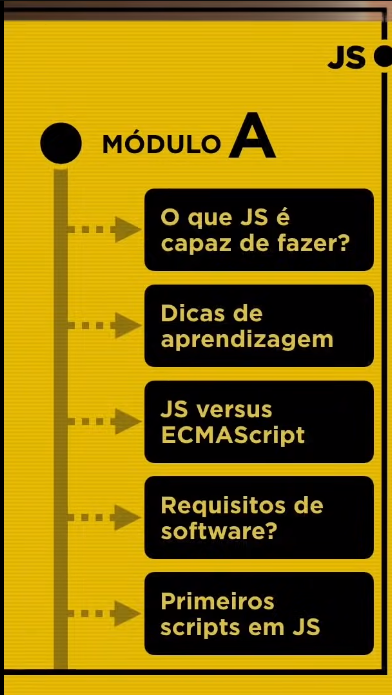 JS
MÓDULO A
O que JS é
capaz de fazer?
Dicas de
aprendizagem
JS versus
ECMAScript
Requisitos de
software?
Primeiros
scripts em JS